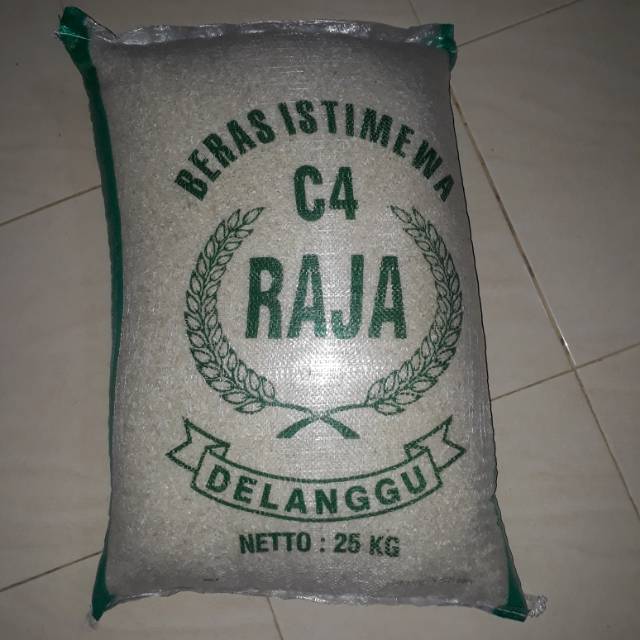 BERAS ISTIMEWA
C4
RAJA
DELANGGU
NETTO : 25 KG